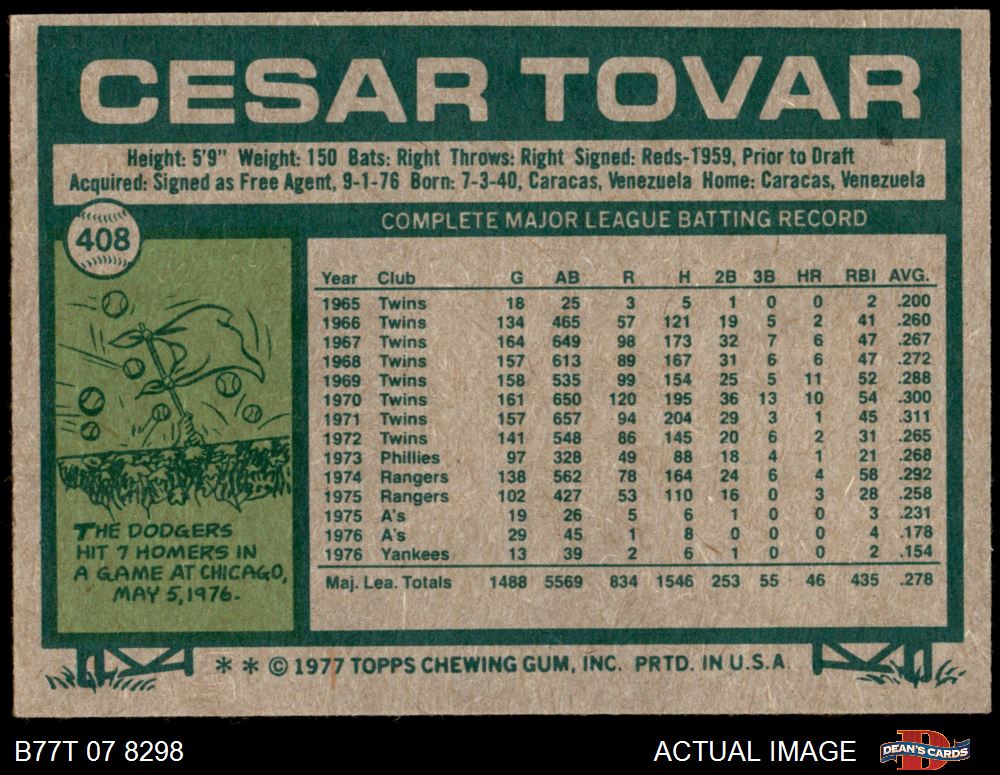 CESAR TOVAR
Height: 5'9" Weight: 150 Bats: Right Throws: Right Signed: Reds-1959, Prior to Draft
Acquired: Signed as Free Agent, 9-1-76 Born: 7-3-40, Caracas, Venezuela Home: Caracas, Venezuela
408
COMPLETE MAJOR LEAGUE BATTING RECORD
Year Club G AB R H 2B 3B HR RBI AVG.
1965 Twins 18 25 3 5 1 0 0 2 .200
1966 Twins 134 465 57 121 19 5 2 41 .260
1967 Twins 164 649 98 173 32 7 6 47 .267
1968 Twins 157 613 89 167 31 6 6 47 .272
1969 Twins 158 535 99 154 25 5 11 52 .288
1970 Twins 161 650 120 195 36 13 10 54 .300
1971 Twins 157 657 94 204 29 3 1 45 .311
1972 Twins 141 548 86 145 20 6 2 31 .265
1973 Phillies 97 328 49 88 18 4 1 21 .268
1974 Rangers 138 562 78 164 24 6 4 58 .292
1975 Rangers 102 427 53 110 16 0 3 28 .258
1975 A's 19 26 5 6 1 0 0 3 .231
1976 A's 29 45 1 8 0 0 0 4 .178
1976 Yankees 13 39 2 6 1 0 0 2 .154
Maj. Lea. Totals 1488 5569 834 1546 253 55 46 435 .278
THE DODGERS
HIT 7 HOMERS IN
A GAME AT CHICAGO,
MAY 5, 1976.
* * © 1977 TOPPS CHEWING GUM, INC. PRTD. IN U.S.A.
B77T 07 8298
ACTUAL IMAGE
D
DEAN'S CARDS